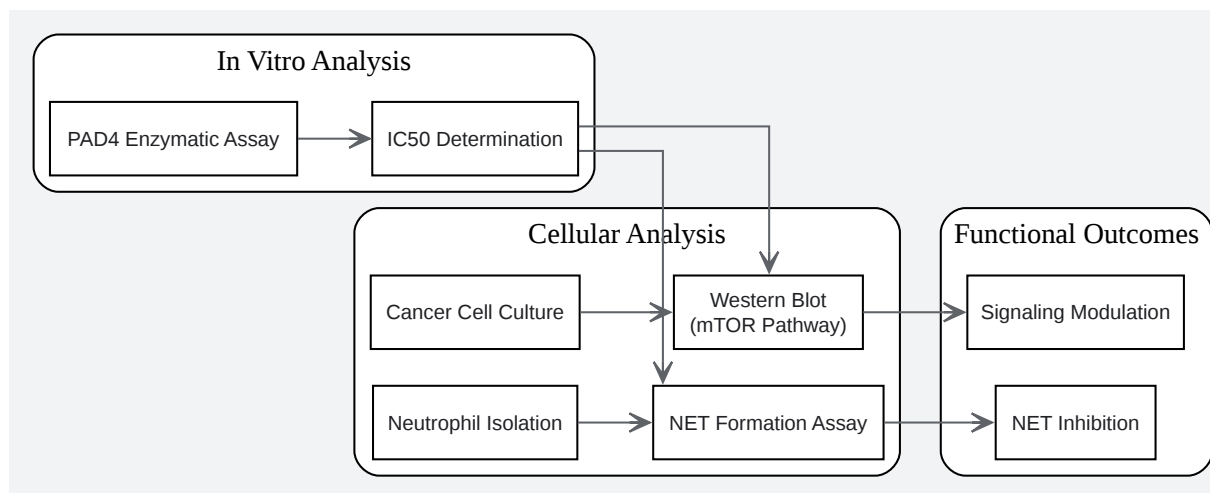 In Vitro Analysis
PAD4 Enzymatic Assay
IC50 Determination
Cellular Analysis
Functional Outcomes
Cancer Cell Culture
Western Blot
(mTOR Pathway)
Signaling Modulation
Neutrophil Isolation
NET Formation Assay
NET Inhibition